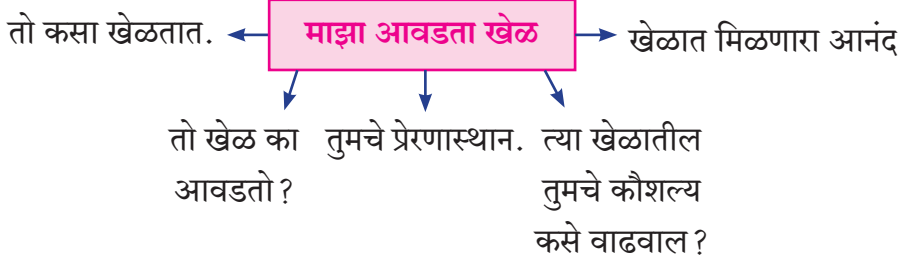 तो कसा खेळतात.
माझा आवडता खेळ
खेळात मिळणारा आनंद
तो खेळ का
आवडतो?
तुमचे प्रेरणास्थान.
त्या खेळातील
तुमचे कौशल्य
कसे वाढवाल?